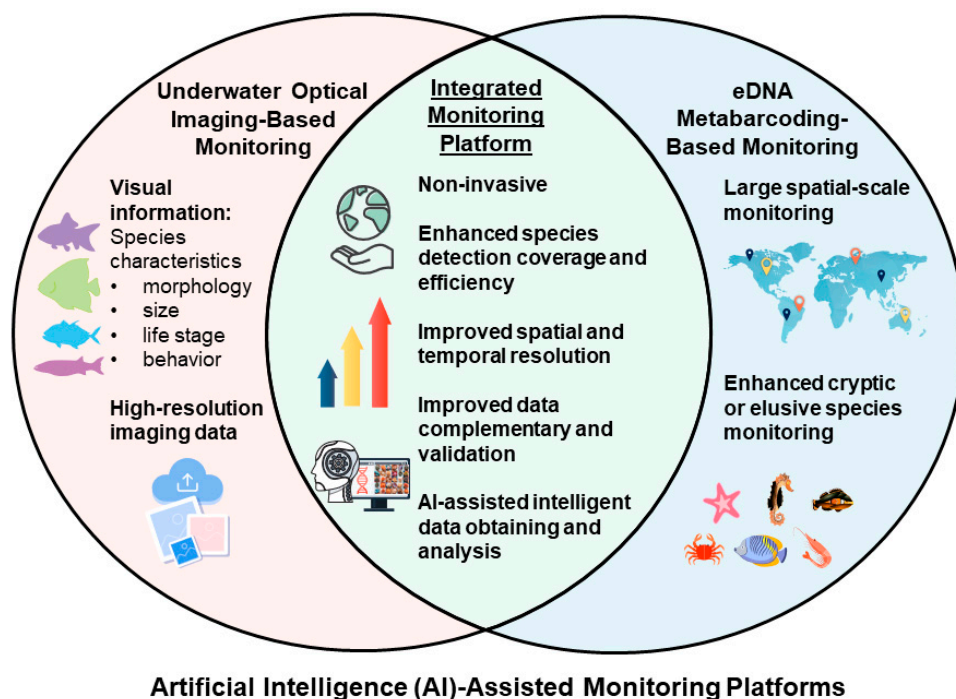 Underwater Optical
Imaging-Based
Monitoring
Visual
information:
Species
characteristics
• morphology
• size
• life stage
• behavior
High-resolution
imaging data
Integrated
Monitoring
Platform
Non-invasive
Enhanced species
detection coverage and
efficiency
Improved spatial and
temporal resolution
Improved data
complementary and
validation
AI-assisted intelligent
data obtaining and
analysis
eDNA
Metabarcoding-
Based Monitoring
Large spatial-scale
monitoring
Enhanced cryptic
or elusive species
monitoring
Artificial Intelligence (AI)-Assisted Monitoring Platforms